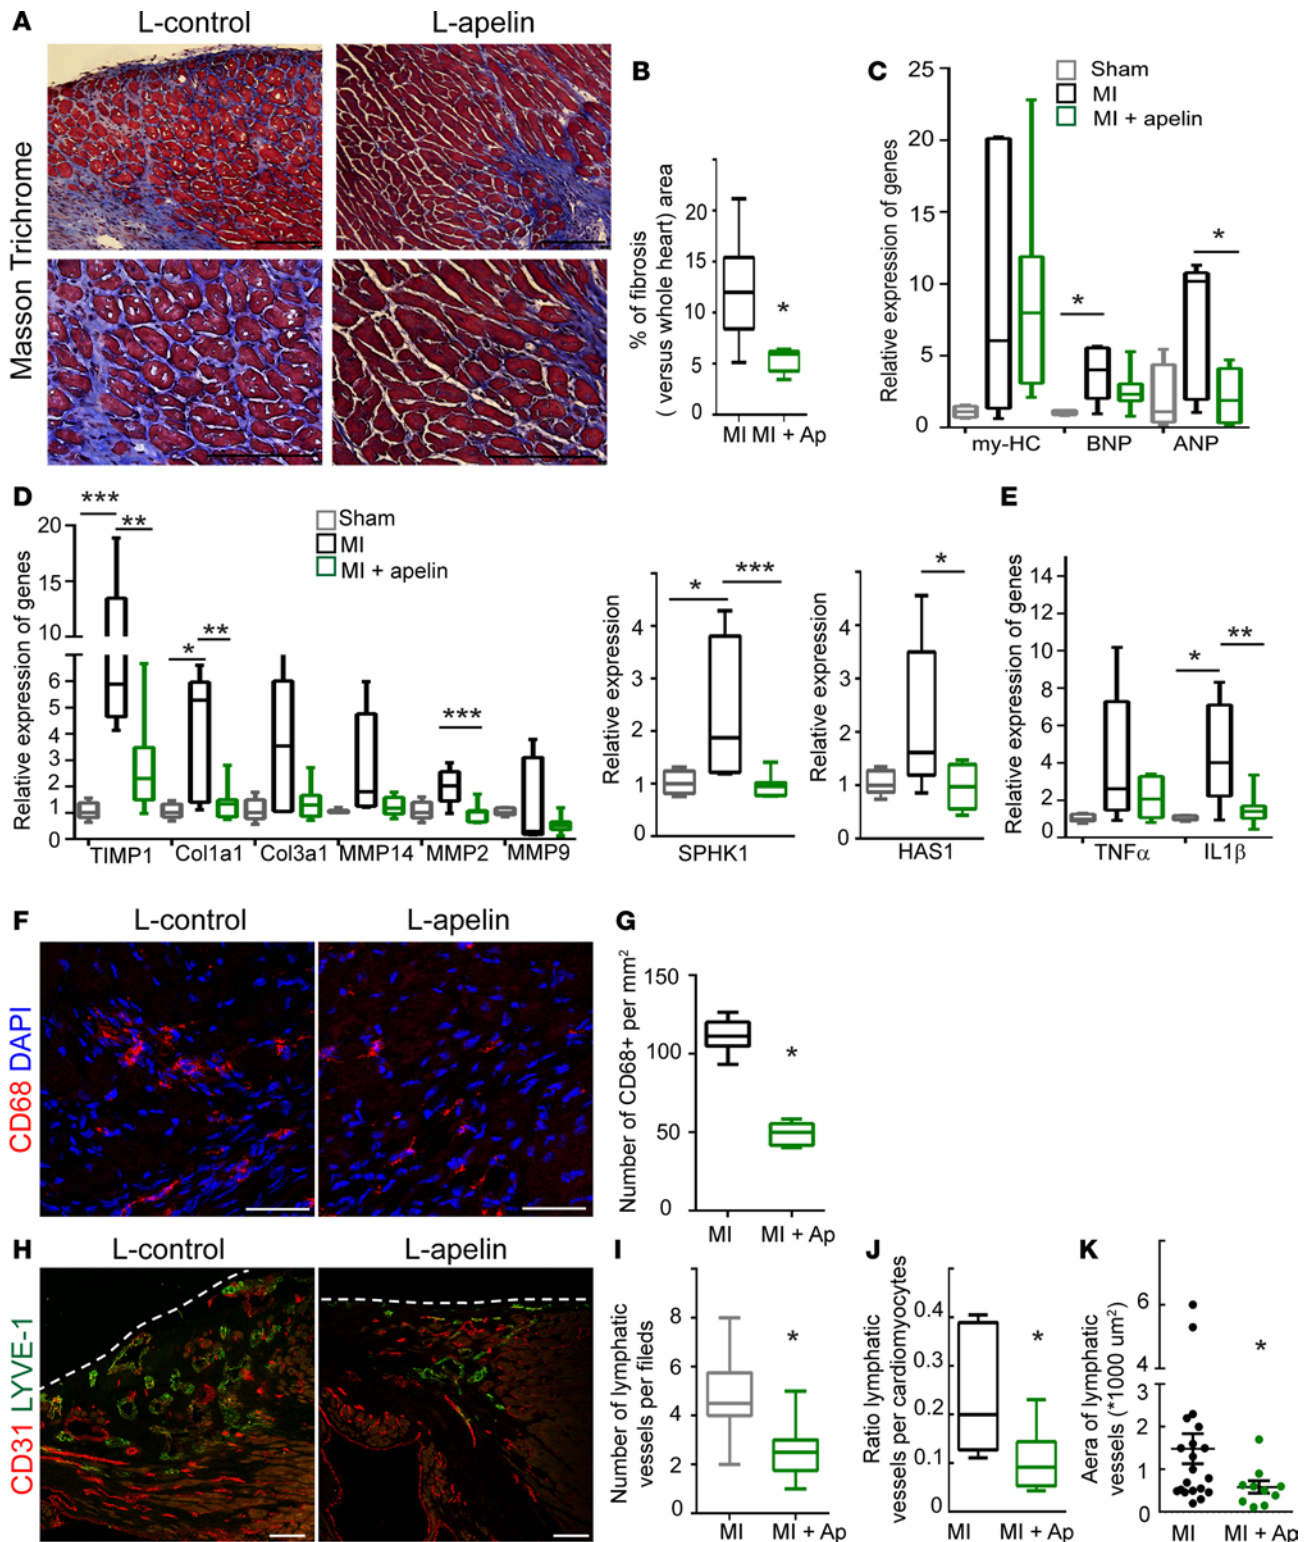 A
L-control
L-apelin
Masson Trichrome
B
% of fibrosis
( versus whole heart) area
20
15
10
5
0
*
MI MI + Ap
C
Relative expression of genes
25
20
15
10
5
0
Sham
MI
MI + apelin
*
*
my-HC
BNP
ANP
D
Relative expression of genes
20
15
10
6
5
4
3
2
1
0
***
**
*
**
***
Sham
MI
MI + apelin
TIMP1
Col1a1
Col3a1
MMP14
MMP2
MMP9
Relative expression
4
3
2
1
0
*
***
SPHK1
Relative expression
4
3
2
1
0
*
HAS1
E
Relative expression of genes
14
12
10
8
6
4
2
0
*
**
TNFα
IL1β
F
L-control
L-apelin
CD68 DAPI
G
Number of CD68+ per mm²
150
100
50
0
*
MI
MI + Ap
H
L-control
L-apelin
CD31 LYVE-1
I
Number of lymphatic
vessels per fileds
8
6
4
2
0
*
MI
MI + Ap
J
Ratio lymphatic
vessels per cardiomyocytes
0.4
0.3
0.2
0.1
0
*
MI
MI + Ap
K
Aera of lymphatic
vessels (*1000 um²)
6
4
3
2
1
0
*
MI
MI + Ap